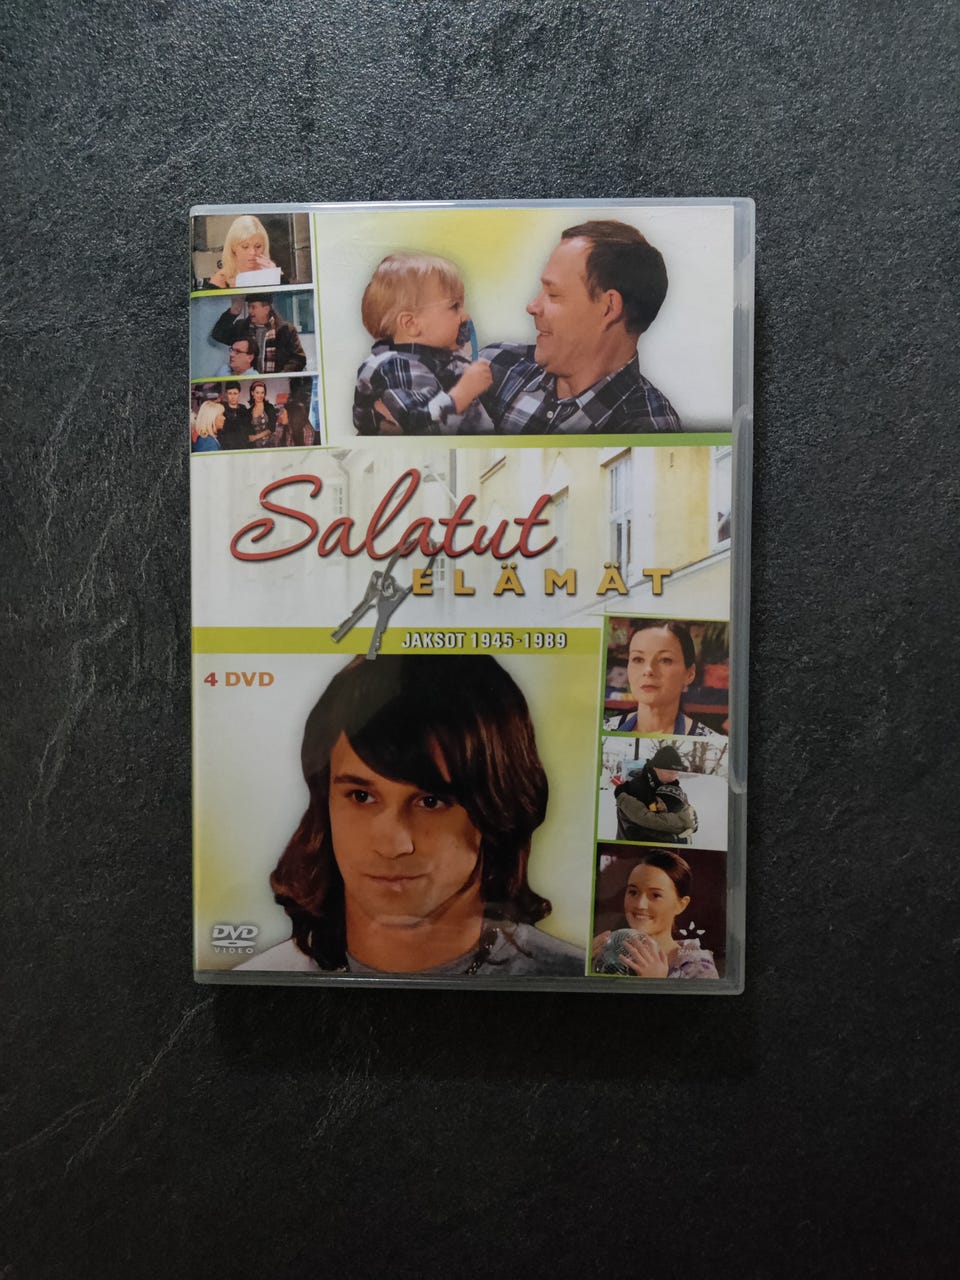 Salatut
ELÄMÄT
JAKSOT 1945-1989
4 DVD
DVD
VIDEO